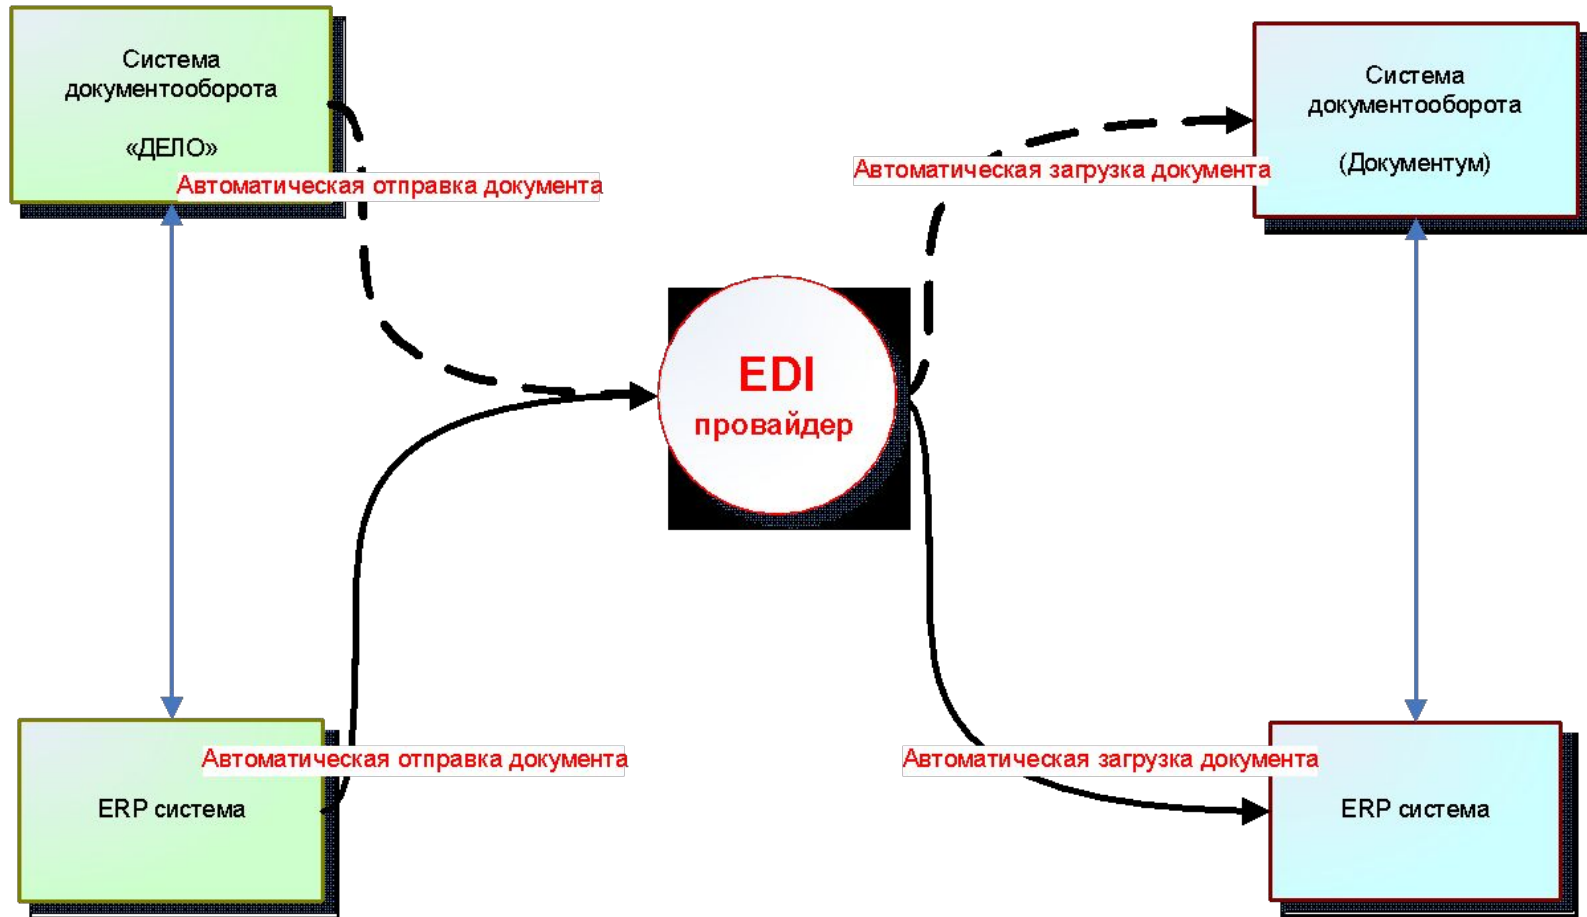 Система
документооборота
«ДЕЛО»
Автоматическая отправка документа
Система
документооборота
(Документум)
Автоматическая загрузка документа
EDI
провайдер
Автоматическая отправка документа
ERP система
Автоматическая загрузка документа
ERP система